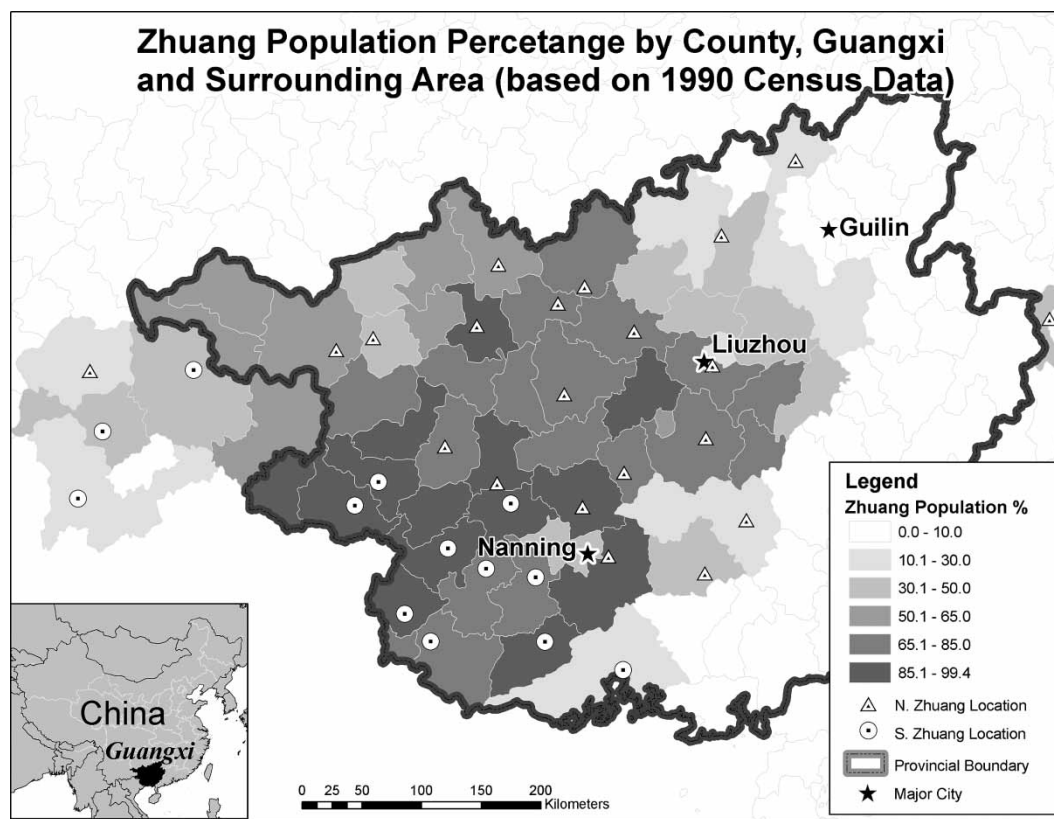 Zhuang Population Percetange by County, Guangxi
and Surrounding Area (based on 1990 Census Data)
Guilin
Liuzhou
Nanning
Legend
Zhuang Population %
0.0 - 10.0
10.1 - 30.0
30.1 - 50.0
50.1 - 65.0
65.1 - 85.0
85.1 - 99.4
N. Zhuang Location
S. Zhuang Location
Provincial Boundary
Major City
China
Guangxi
0 25 50 100 150 200
Kilometers